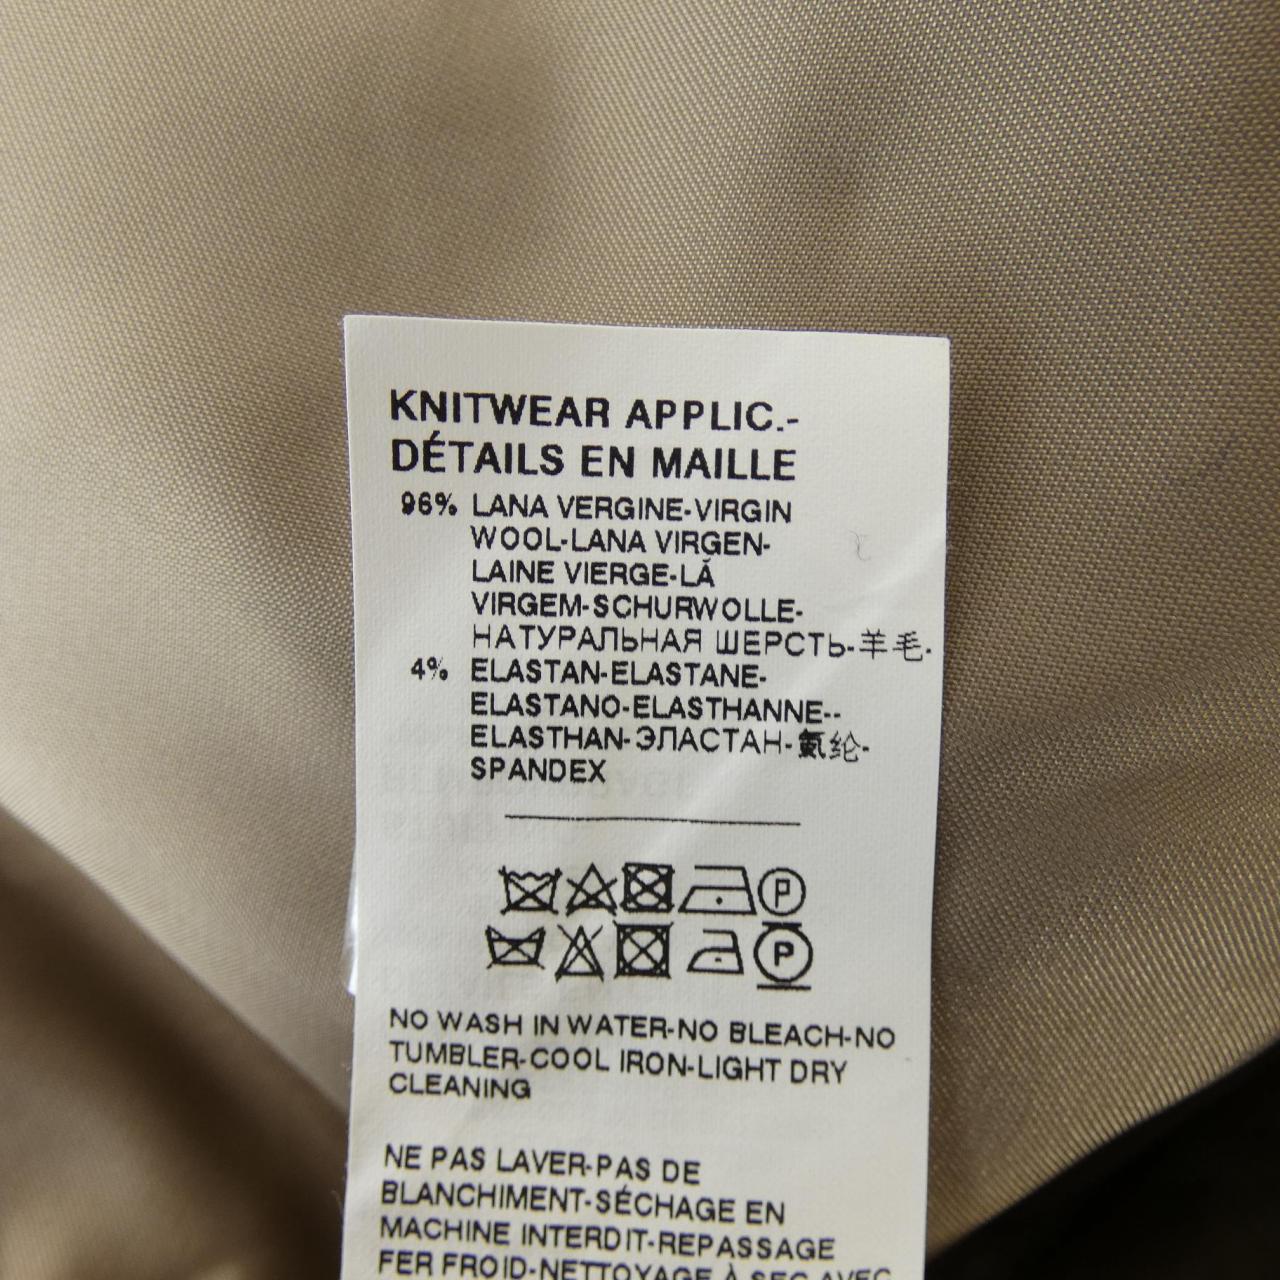 KNITWEAR APPLIC.-
DÉTAILS EN MAILLE
96% LANA VERGINE-VIRGIN
WOOL-LANA VIRGEN-
LAINE VIERGE-LĂ
VIRGEM-SCHURWOLLE-
НАТУРАЛЬНАЯ ШЕРСТЬ-羊毛-
4% ELASTAN-ELASTANE-
ELASTANO-ELASTHANNE--
ELASTHAN-ЭЛАСТАН-氨纶-
SPANDEX
P
P
NO WASH IN WATER-NO BLEACH-NO
TUMBLER-COOL IRON-LIGHT DRY
CLEANING
NE PAS LAVER-PAS DE
BLANCHIMENT-SÉCHAGE EN
MACHINE INTERDIT-REPASSAGE
FER FROID-NETTOYAGE À SEC AVEC